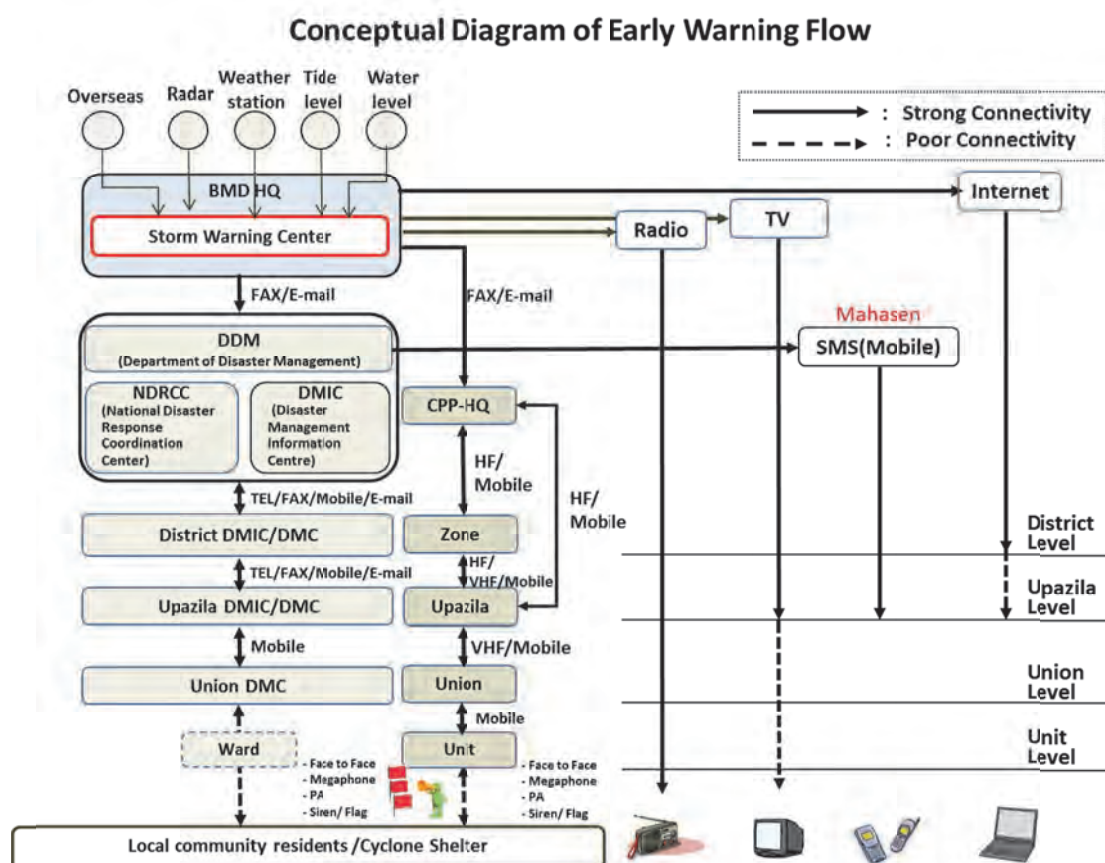 Conceptual Diagram of Early Warning Flow
Overseas
Radar
Weather
station
Tide
level
Water
level
: Strong Connectivity
: Poor Connectivity
BMD HQ
Storm Warning Center
Radio
TV
Internet
FAX/E-mail
FAX/E-mail
Mahasen
SMS(Mobile)
DDM
(Department of Disaster Management)
NDRCC
(National Disaster
Response
Coordination
Center)
DMIC
(Disaster
Management
Information
Centre)
CPP-HQ
HF/
Mobile
HF/
Mobile
TEL/FAX/Mobile/E-mail
District DMIC/DMC
Zone
District
Level
TEL/FAX/Mobile/E-mail
HF/
VHF/Mobile
Upazila DMIC/DMC
Upazila
Upazila
Level
Mobile
VHF/Mobile
Union DMC
Union
Union
Level
Mobile
Ward
Unit
Unit
Level
- Face to Face
- Megaphone
- PA
- Siren/ Flag
- Face to Face
- Megaphone
- PA
- Siren/ Flag
Local community residents /Cyclone Shelter